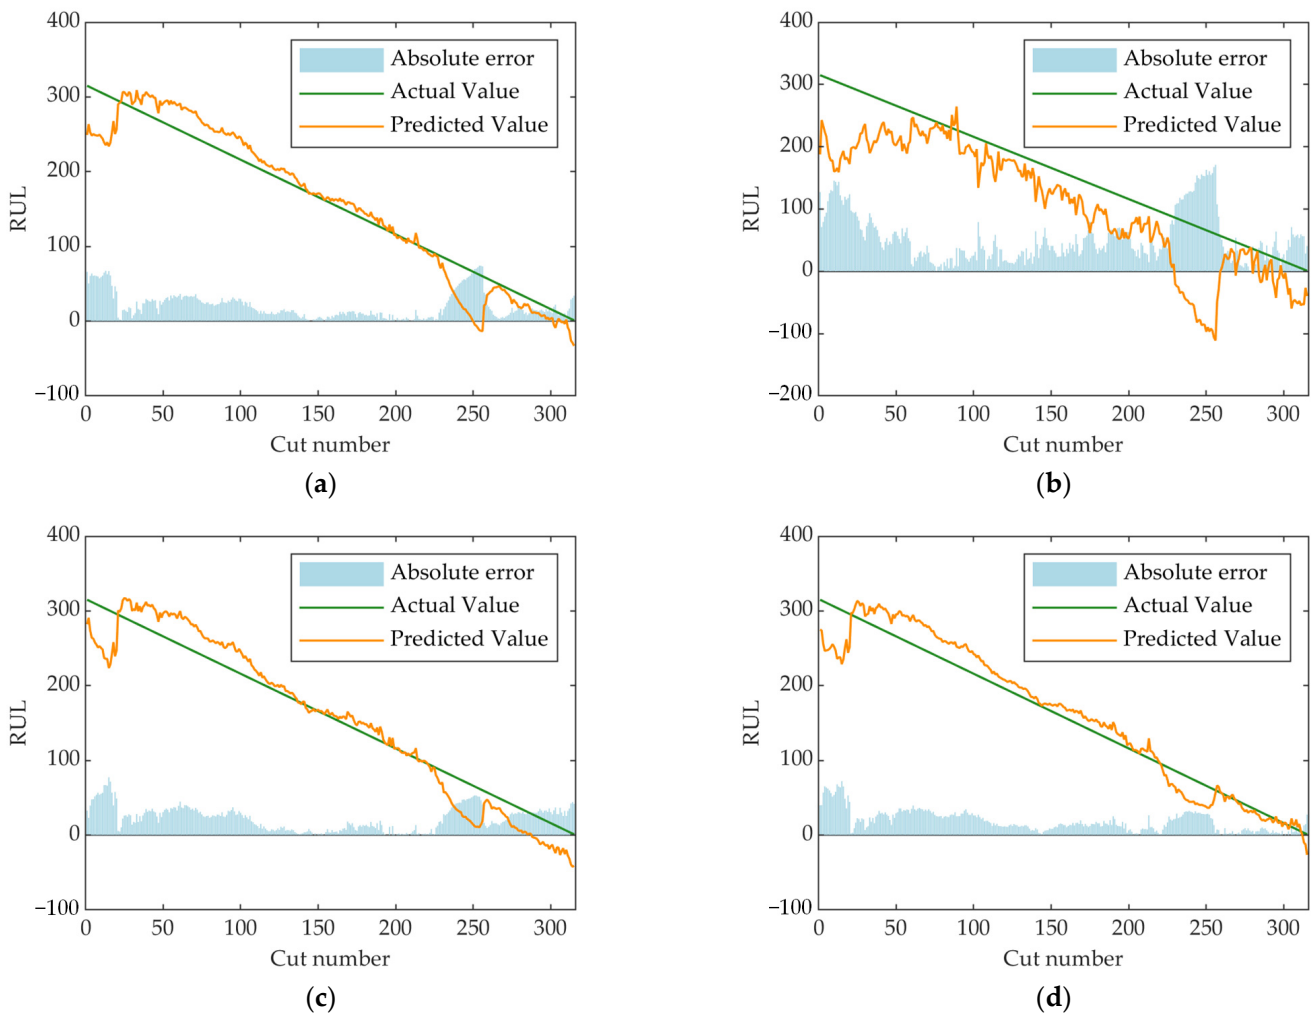 400
300
200
100
0
−100
RUL
Absolute error
Actual Value
Predicted Value
0 50 100 150 200 250 300
Cut number
(a)
400
300
200
100
0
−100
−200
RUL
Absolute error
Actual Value
Predicted Value
0 50 100 150 200 250 300
Cut number
(b)
400
300
200
100
0
−100
RUL
Absolute error
Actual Value
Predicted Value
0 50 100 150 200 250 300
Cut number
(c)
400
300
200
100
0
−100
RUL
Absolute error
Actual Value
Predicted Value
0 50 100 150 200 250 300
Cut number
(d)